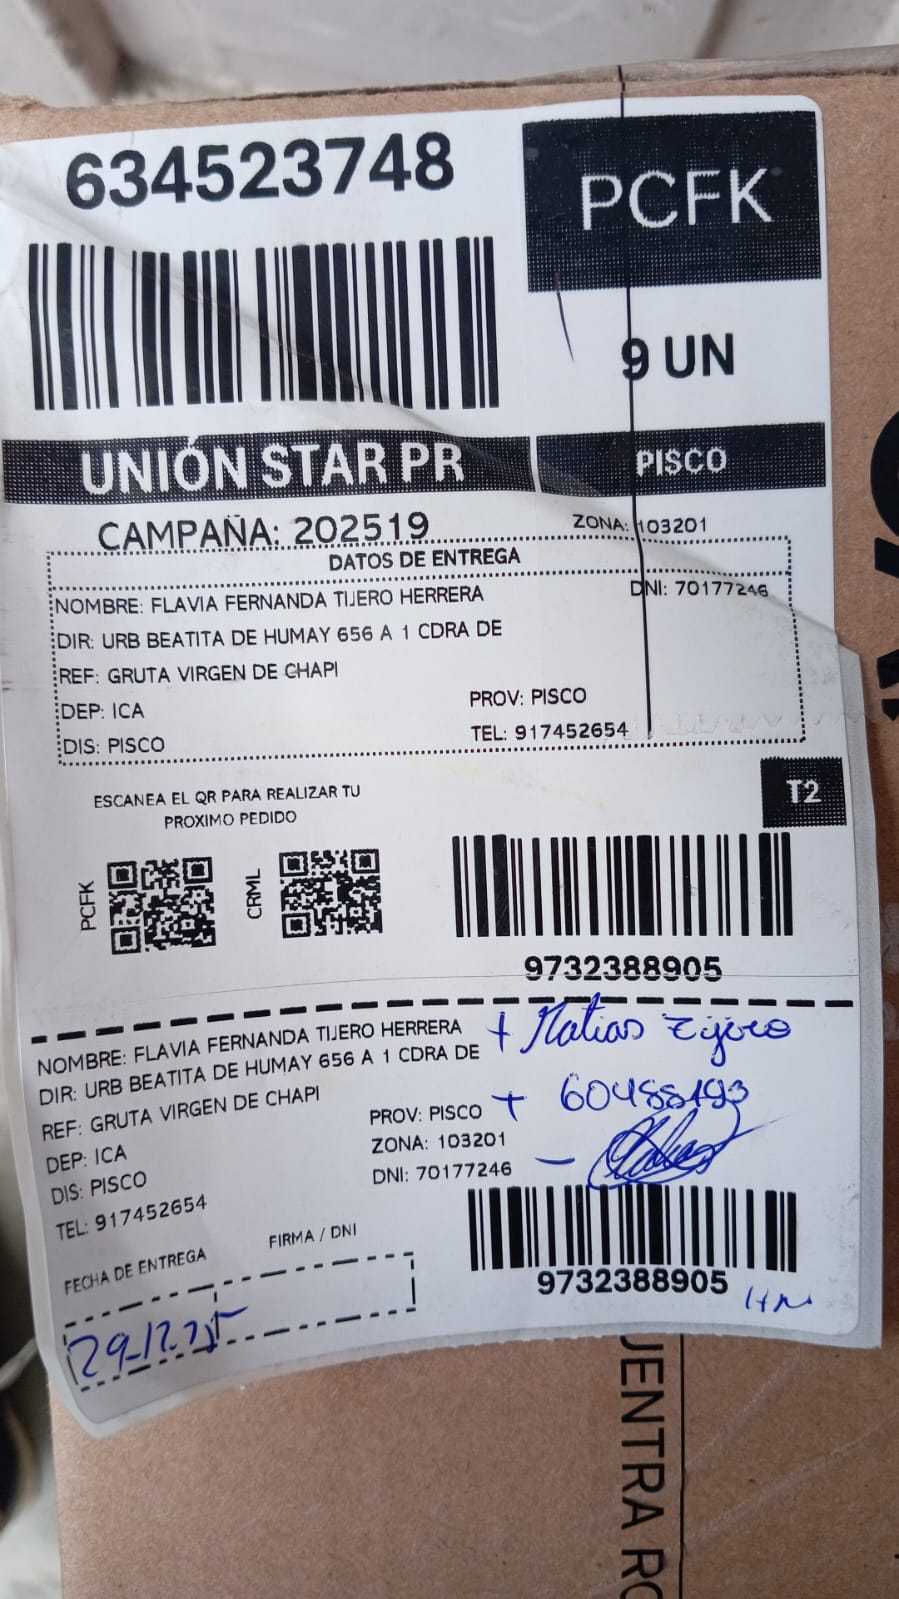 634523748
PCFK
9 UN
UNIÓN STAR PR
PISCO
CAMPAÑA: 202519
ZONA: 103201
DATOS DE ENTREGA
NOMBRE: FLAVIA FERNANDA TIJERO HERRERA
DNI: 70177246
DIR: URB BEATITA DE HUMAY 656 A 1 CDRA DE
REF: GRUTA VIRGEN DE CHAPI
DEP: ICA
PROV: PISCO
DIS: PISCO
TEL: 917452654
T2
ESCANEA EL QR PARA REALIZAR TU
PROXIMO PEDIDO
PCFK
CRML
9732388905
NOMBRE: FLAVIA FERNANDA TIJERO HERRERA
+ Matias Tijero
DIR: URB BEATITA DE HUMAY 656 A 1 CDRA DE
REF: GRUTA VIRGEN DE CHAPI
PROV: PISCO
+ 60488193
DEP: ICA
ZONA: 103201
DIS: PISCO
DNI: 70177246
TEL: 917452654
FECHA DE ENTREGA
FIRMA / DNI
9732388905
29-12-25
UENTRA